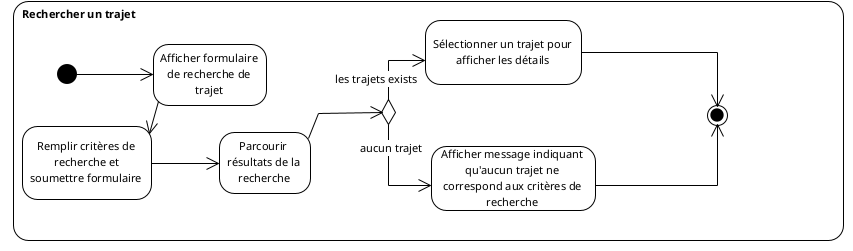 Rechercher un trajet
Afficher formulaire
de recherche de
trajet
Remplir critères de
recherche et
soumettre formulaire
Parcourir
résultats de la
recherche
les trajets exists
Sélectionner un trajet pour
afficher les détails
aucun trajet
Afficher message indiquant
qu'aucun trajet ne
correspond aux critères de
recherche